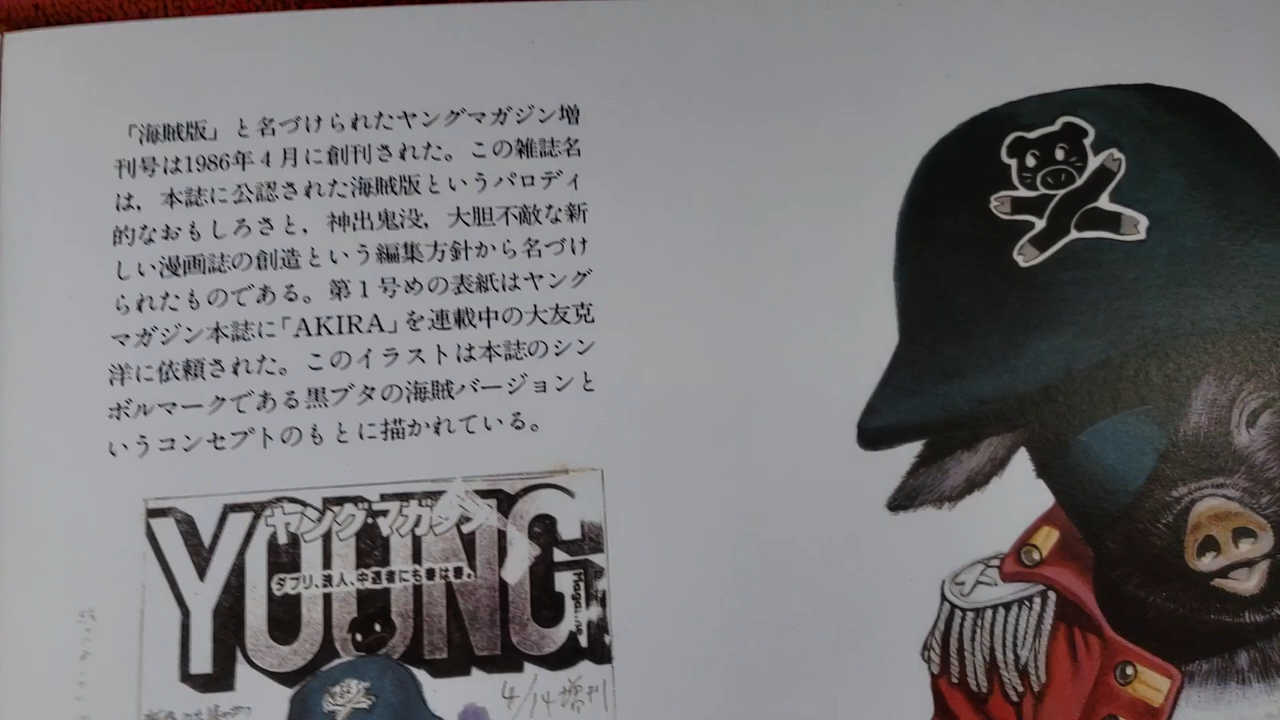 「海賊版」と名づけられたヤングマガジン増
刊号は1986年4月に創刊された。この雑誌名
は，本誌に公認された海賊版というパロディ
的なおもしろさと，神出鬼没，大胆不敵な新
しい漫画誌の創造という編集方針から名づけ
られたものである。第1号めの表紙はヤング
マガジン本誌に「AKIRA」を連載中の大友克
洋に依頼された。このイラストは本誌のシン
ボルマークである黒ブタの海賊バージョンと
いうコンセプトのもとに描かれている。
YOUNG
ヤング・マガジン
ダブリ、浪人、中退者にも春は春。
Magazine
4/14増刊